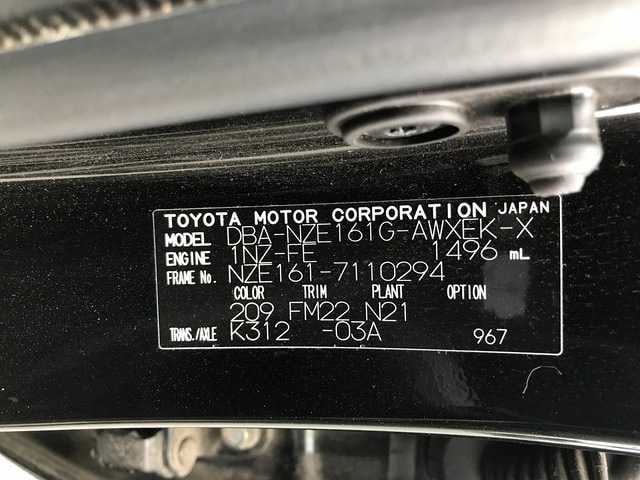 TOYOTA MOTOR CORPORATION JAPAN
MODEL DBA-NZE161G-AWXEK-X
ENGINE 1NZ-FE 1496 mL
FRAME No. NZE161-7110294
COLOR TRIM PLANT OPTION
209 FM22 N21
TRANS./AXLE K312 -03A 967